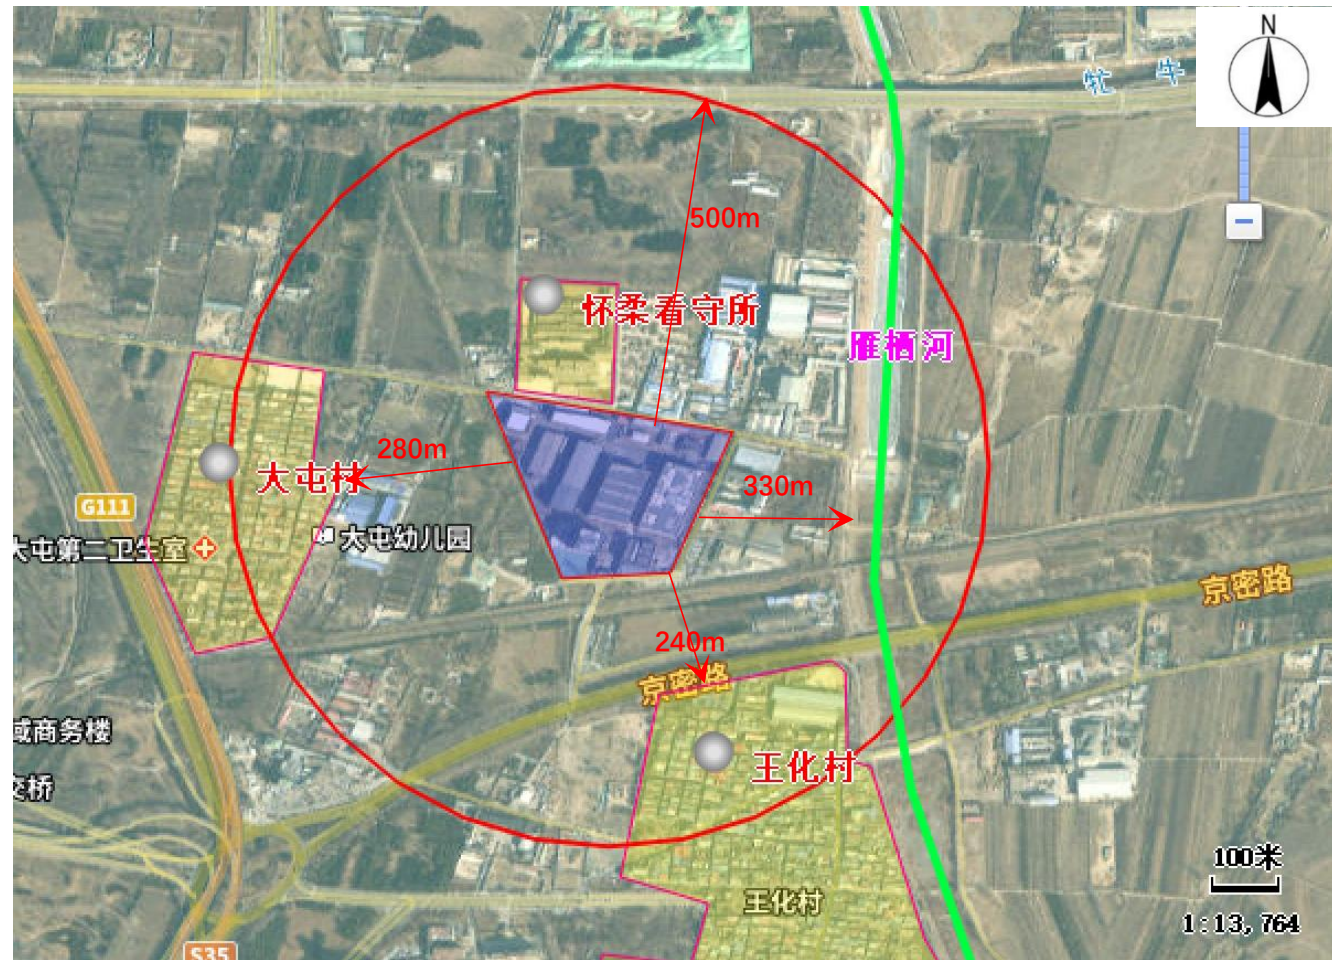 N
牤 牛
500m
怀柔看守所
雁栖河
280m
大屯村
330m
G111
大屯幼儿园
大屯第二卫生室
京密路
240m
京密路
域商务楼
王化村
交桥
100米
王化村
1:13,764
S35